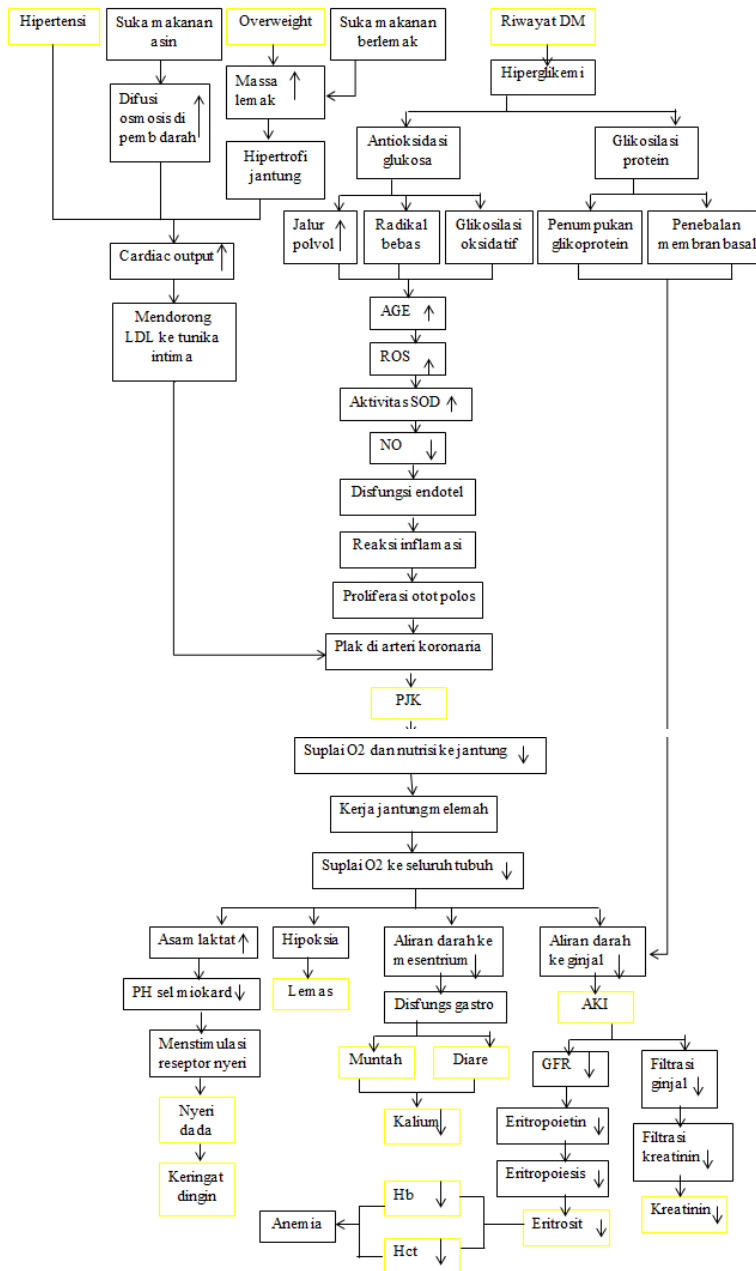 Hipertensi
Suka makanan
asin
Overweight
Suka makanan
berlemak
Riwayat DM
Hiperglikemi
Massa
lemak
Difusi
osmosis di
pemb darah
Hipertrofi
jantung
Antioksidasi
glukosa
Glikosilasi
protein
Jalur
polvol
Radikal
bebas
Glikosilasi
oksidatif
Penumpukan
glikoprotein
Penebalan
membran basal
Cardiac output
Mendorong
LDL ke tunika
intima
AGE
ROS
Aktivitas SOD
NO
Disfungsi endotel
Reaksi inflamasi
Proliferasi otot polos
Plak di arteri koronaria
PJK
Suplai O2 dan nutrisi ke jantung
Kerja jantung melemah
Suplai O2 ke seluruh tubuh
Asam laktat
Hipoksia
Aliran darah ke
mesentrium
Aliran darah
ke ginjal
PH sel miokard
Lemas
Disfungs gastro
AKI
Menstimulasi
reseptor nyeri
Muntah
Diare
GFR
Filtrasi
ginjal
Nyeri
dada
Kalium
Eritropoietin
Filtrasi
kreatinin
Keringat
dingin
Eritropoiesis
Hb
Kreatinin
Anemia
Eritrosit
Hct